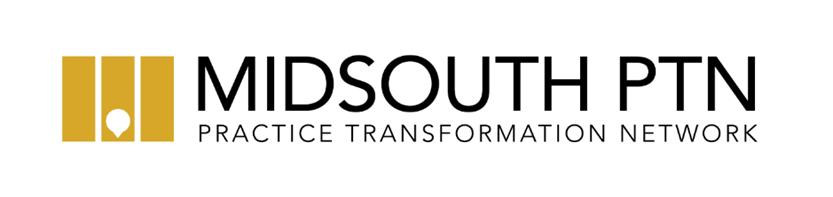 MIDSOUTH PTN
PRACTICE TRANSFORMATION NETWORK